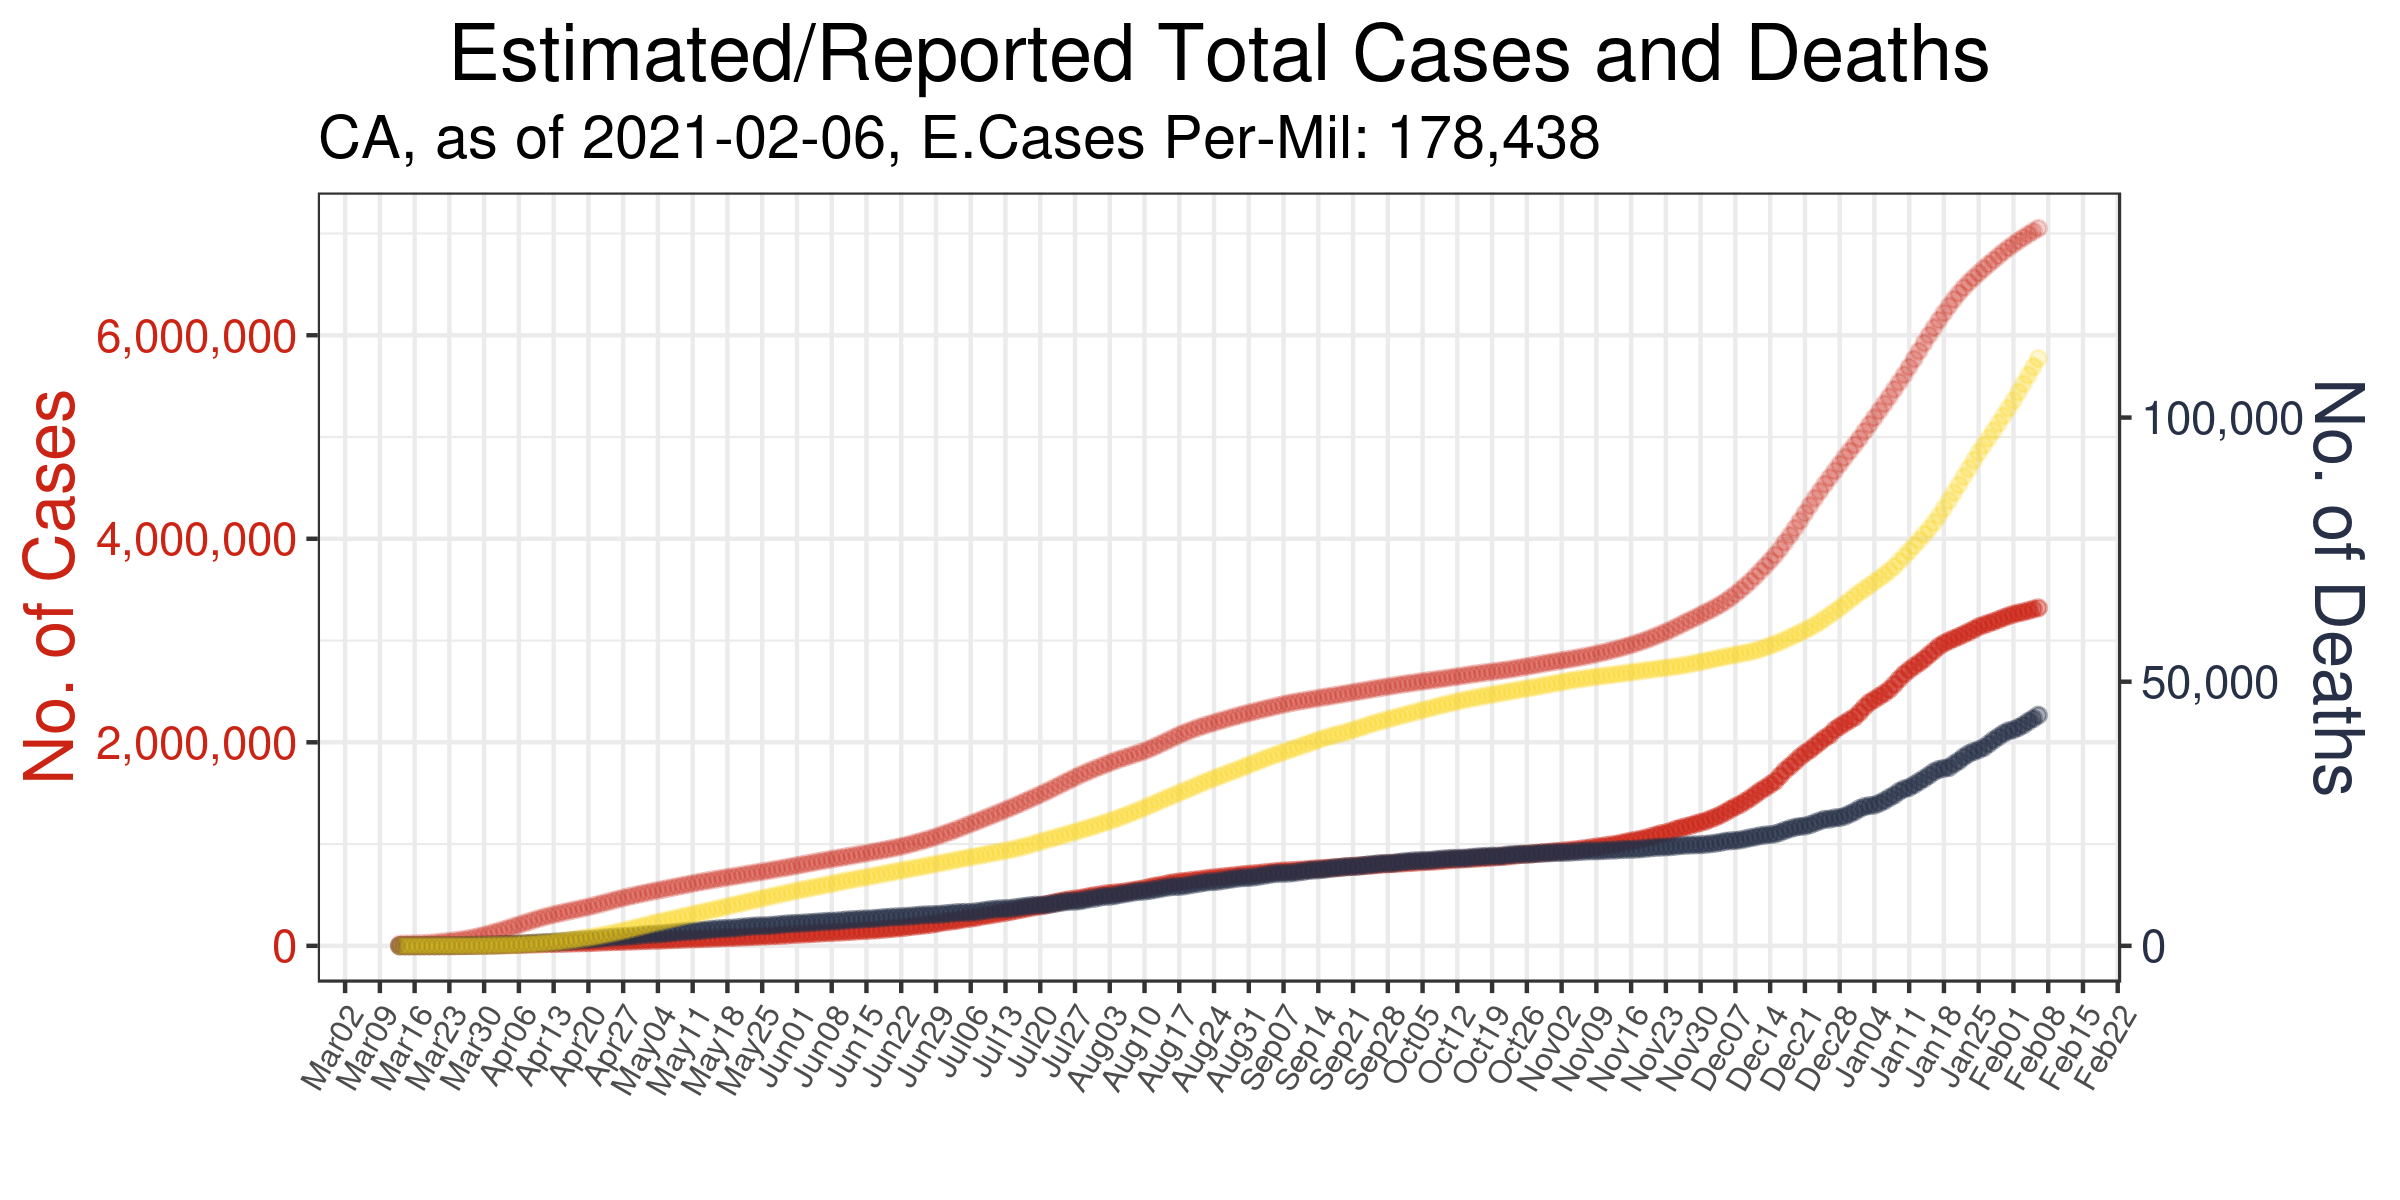 Estimated/Reported Total Cases and Deaths
CA, as of 2021-02-06, E.Cases Per-Mil: 178,438
No. of Cases
6,000,000
4,000,000
2,000,000
0
100,000
50,000
0
No. of Deaths
Mar02
Mar09
Mar16
Mar23
Mar30
Apr06
Apr13
Apr20
Apr27
May04
May11
May18
May25
Jun01
Jun08
Jun15
Jun22
Jun29
Jul06
Jul13
Jul20
Jul27
Aug03
Aug10
Aug17
Aug24
Aug31
Sep07
Sep14
Sep21
Sep28
Oct05
Oct12
Oct19
Oct26
Nov02
Nov09
Nov16
Nov23
Nov30
Dec07
Dec14
Dec21
Dec28
Jan04
Jan11
Jan18
Jan25
Feb01
Feb08
Feb15
Feb22